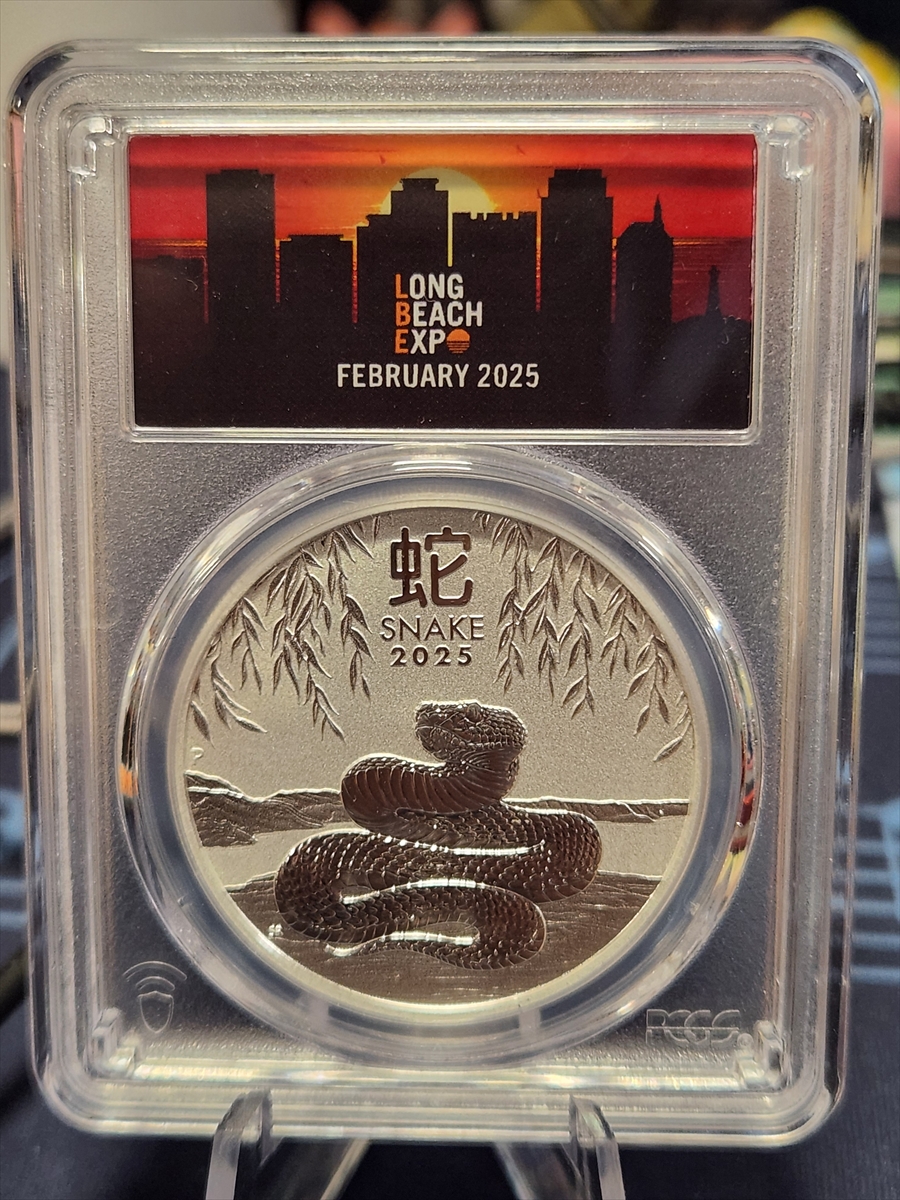 LONG
BEACH
EXPO
FEBRUARY 2025
蛇
SNAKE
2025
P
PCGS